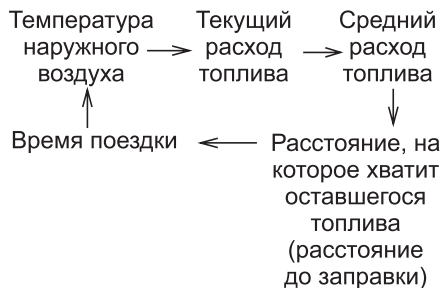 Температура
наружного
воздуха
Текущий
расход
топлива
Средний
расход
топлива
Время поездки
Расстояние, на
которое хватит
оставшегося
топлива
(расстояние
до заправки)